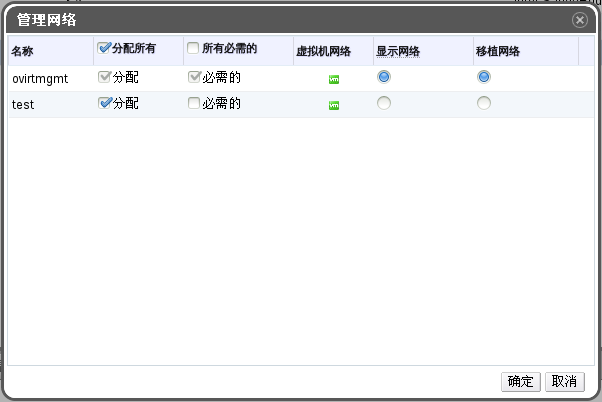 管理网络
名称 分配所有 所有必需的 虚拟机网络 显示网络 移植网络
ovirtmgmt 分配 必需的 vm
test 分配 必需的 vm
确定 取消